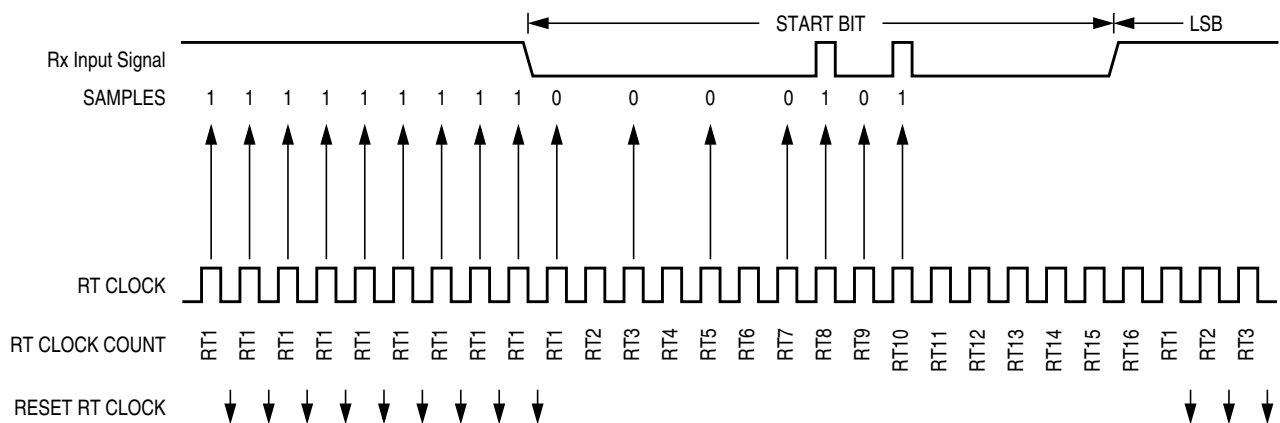 START BIT LSB
Rx Input Signal
SAMPLES 1 1 1 1 1 1 1 1 1 0 0 0 0 1 0 1
RT CLOCK
RT CLOCK COUNT RT1 RT1 RT1 RT1 RT1 RT1 RT1 RT1 RT1 RT1 RT2 RT3 RT4 RT5 RT6 RT7 RT8 RT9 RT10 RT11 RT12 RT13 RT14 RT15 RT16 RT1 RT2 RT3
RESET RT CLOCK